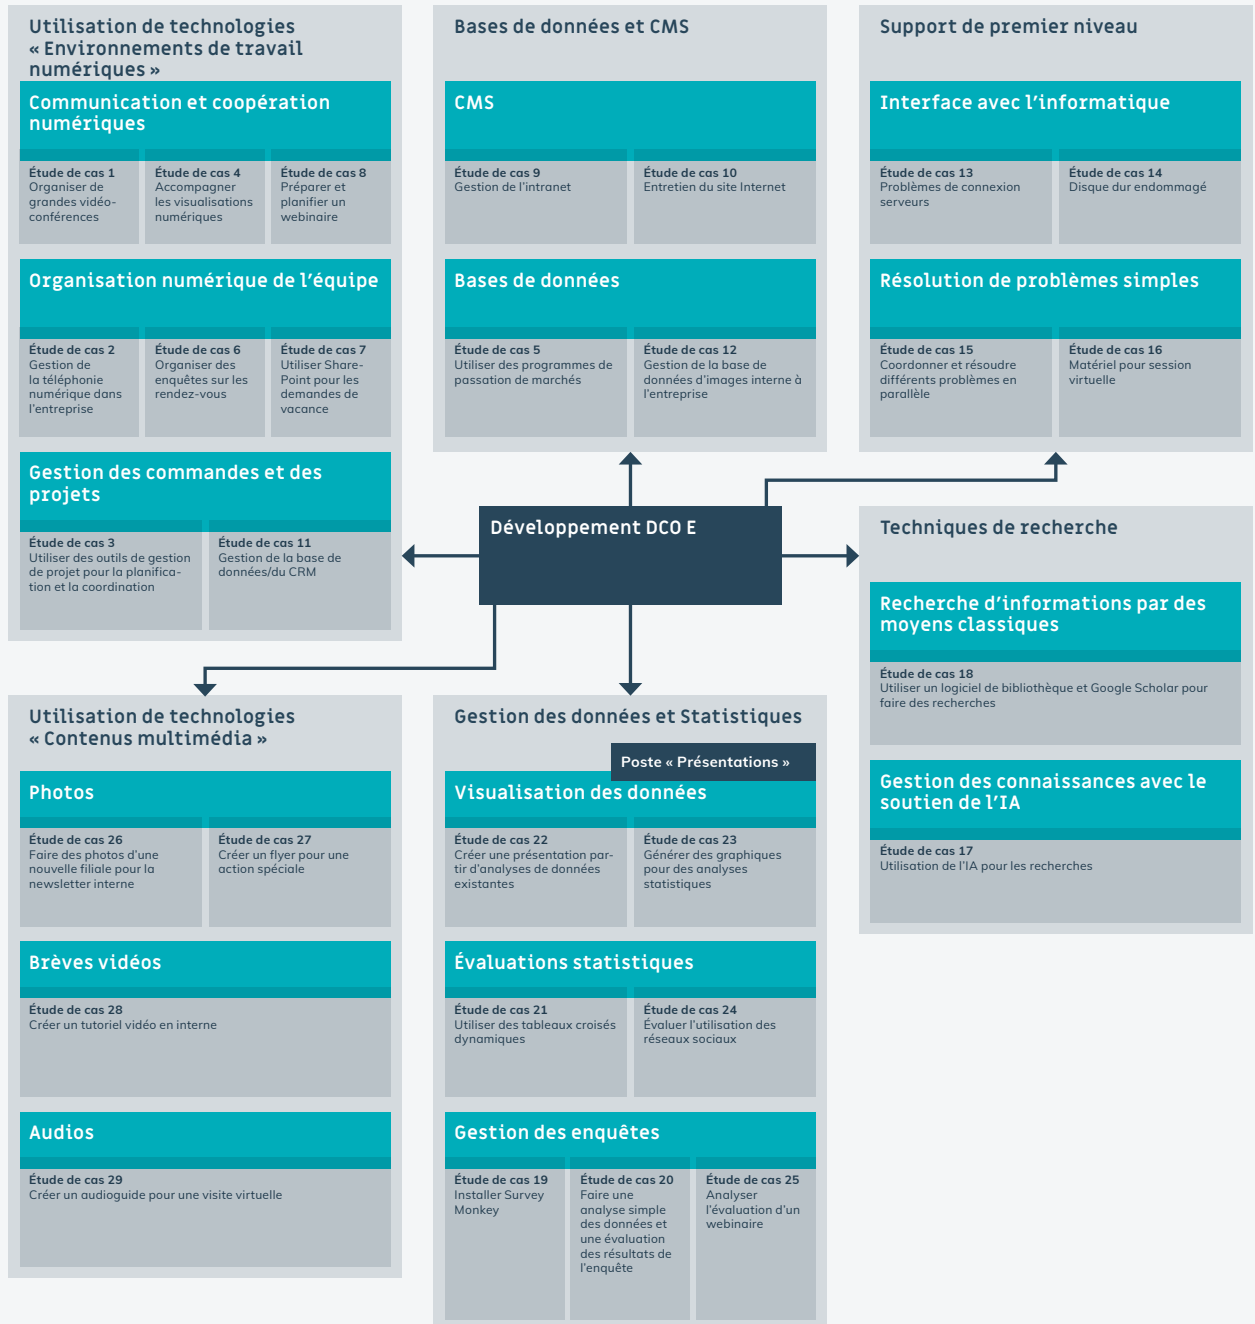 Utilisation de technologies
« Environnements de travail
numériques »
Communication et coopération
numériques
Étude de cas 1
Organiser de
grandes vidéo-
conférences
Étude de cas 4
Accompagner
les visualisations
numériques
Étude de cas 8
Préparer et
planifier un
webinaire
Organisation numérique de l'équipe
Étude de cas 2
Gestion de
la téléphonie
numérique dans
l'entreprise
Étude de cas 6
Organiser des
enquêtes sur les
rendez-vous
Étude de cas 7
Utiliser Share-
Point pour les
demandes de
vacance
Gestion des commandes et des
projets
Étude de cas 3
Utiliser des outils de gestion
de projet pour la planifica-
tion et la coordination
Étude de cas 11
Gestion de la base de
données/du CRM
Bases de données et CMS
CMS
Étude de cas 9
Gestion de l'intranet
Étude de cas 10
Entretien du site Internet
Bases de données
Étude de cas 5
Utiliser des programmes de
passation de marchés
Étude de cas 12
Gestion de la base de
données d'images interne à
l'entreprise
Support de premier niveau
Interface avec l'informatique
Étude de cas 13
Problèmes de connexion
serveurs
Étude de cas 14
Disque dur endommagé
Résolution de problèmes simples
Étude de cas 15
Coordonner et résoudre
différents problèmes en
parallèle
Étude de cas 16
Matériel pour session
virtuelle
Développement DCO E
Techniques de recherche
Recherche d'informations par des
moyens classiques
Étude de cas 18
Utiliser un logiciel de bibliothèque et Google Scholar pour
faire des recherches
Gestion des connaissances avec le
soutien de l'IA
Étude de cas 17
Utilisation de l'IA pour les recherches
Utilisation de technologies
« Contenus multimédia »
Photos
Étude de cas 26
Faire des photos d'une
nouvelle filiale pour la
newsletter interne
Étude de cas 27
Créer un flyer pour une
action spéciale
Brèves vidéos
Étude de cas 28
Créer un tutoriel vidéo en interne
Audios
Étude de cas 29
Créer un audioguide pour une visite virtuelle
Gestion des données et Statistiques
Poste « Présentations »
Visualisation des données
Étude de cas 22
Créer une présentation par-
tir d'analyses de données
existantes
Étude de cas 23
Générer des graphiques
pour des analyses
statistiques
Évaluations statistiques
Étude de cas 21
Utiliser des tableaux croisés
dynamiques
Étude de cas 24
Évaluer l'utilisation des
réseaux sociaux
Gestion des enquêtes
Étude de cas 19
Installer Survey
Monkey
Étude de cas 20
Faire une
analyse simple
des données et
une évaluation
des résultats de
l'enquête
Étude de cas 25
Analyser
l'évaluation d'un
webinaire